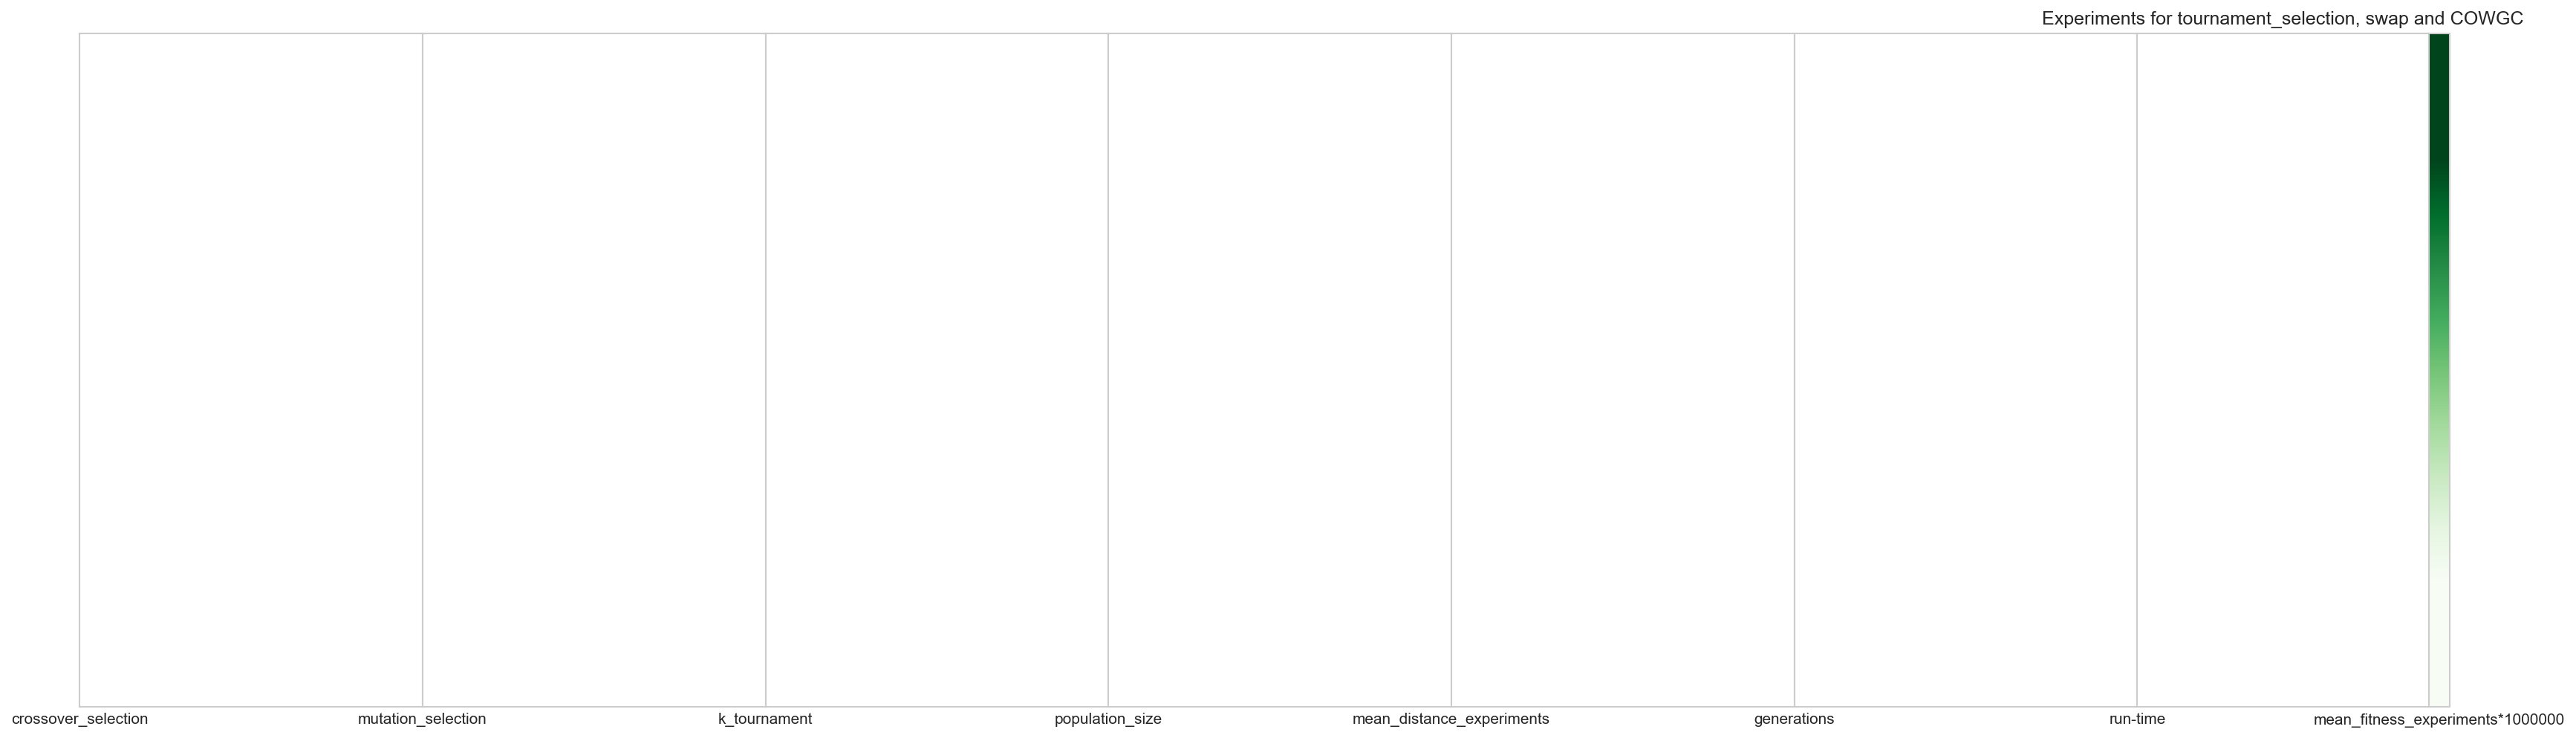 Experiments for tournament_selection, swap and COWGC
crossover_selection
mutation_selection
k_tournament
population_size
mean_distance_experiments
generations
run-time
mean_fitness_experiments*1000000